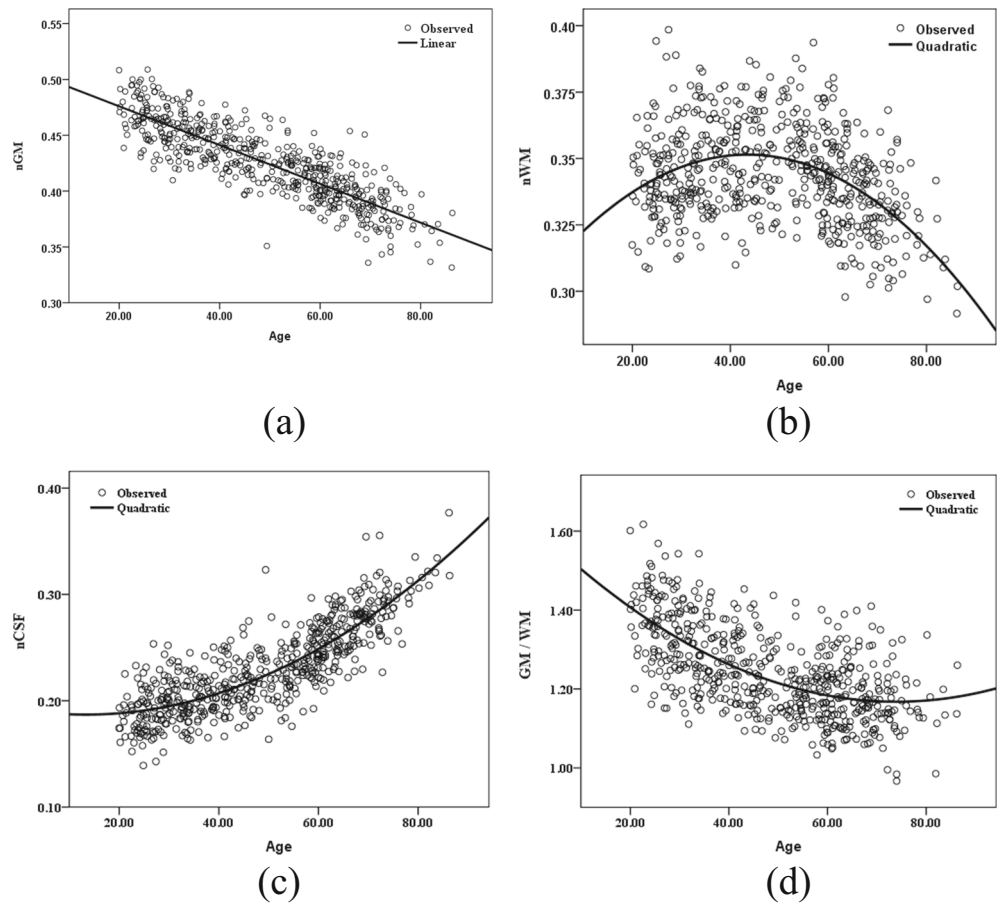 0.55
0.50
0.45
0.40
0.35
0.30
nGM
Observed
Linear
20.00 40.00 60.00 80.00
Age
(a)
0.40
0.375
0.35
0.325
0.30
nWM
Observed
Quadratic
20.00 40.00 60.00 80.00
Age
(b)
0.40
0.30
0.20
0.10
nCSF
Observed
Quadratic
20.00 40.00 60.00 80.00
Age
(c)
1.60
1.40
1.20
1.00
GM / WM
Observed
Quadratic
20.00 40.00 60.00 80.00
Age
(d)